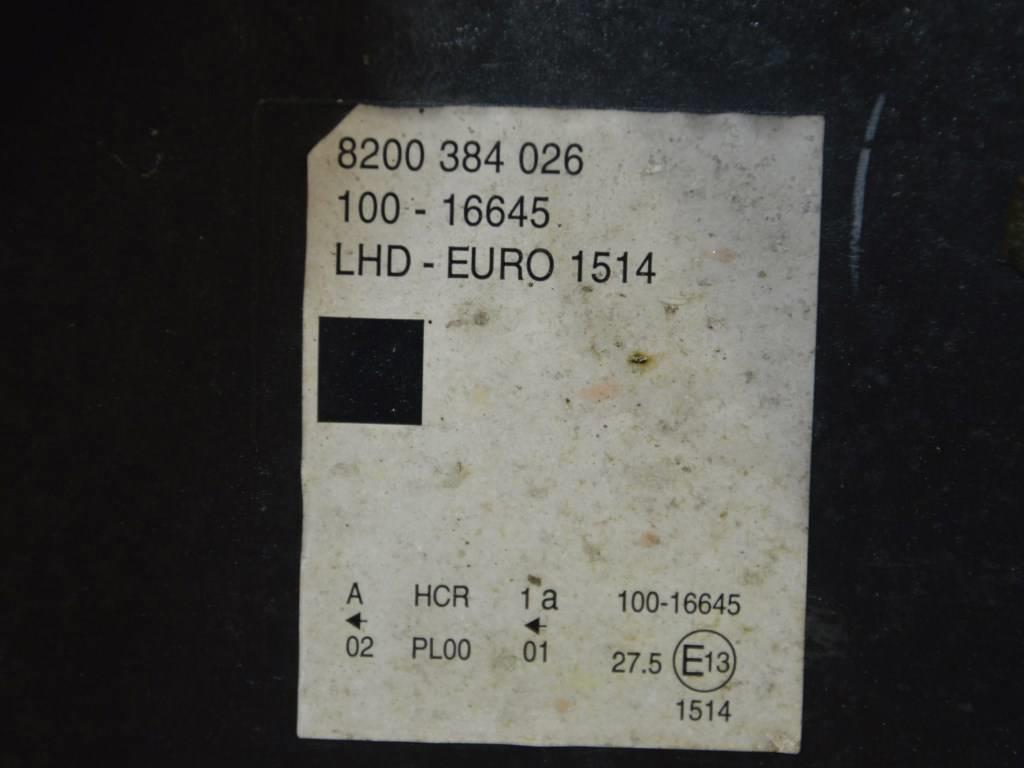 8200 384 026
100 - 16645
LHD - EURO 1514
A HCR 1 a 100-16645
← ←
02 PL00 01 27.5 E13
1514